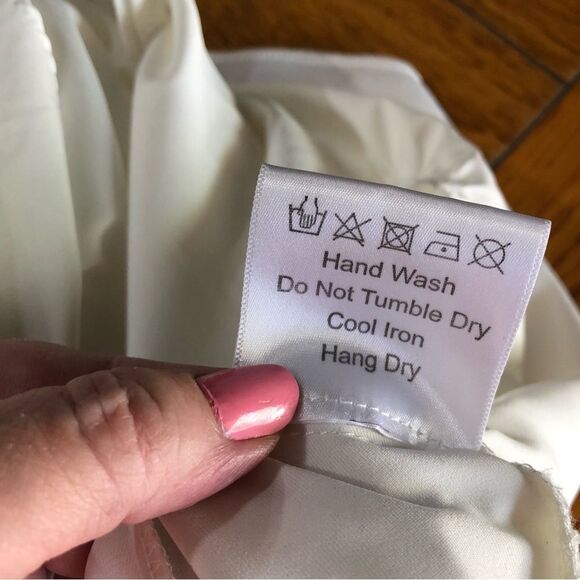 Hand Wash
Do Not Tumble Dry
Cool Iron
Hang Dry